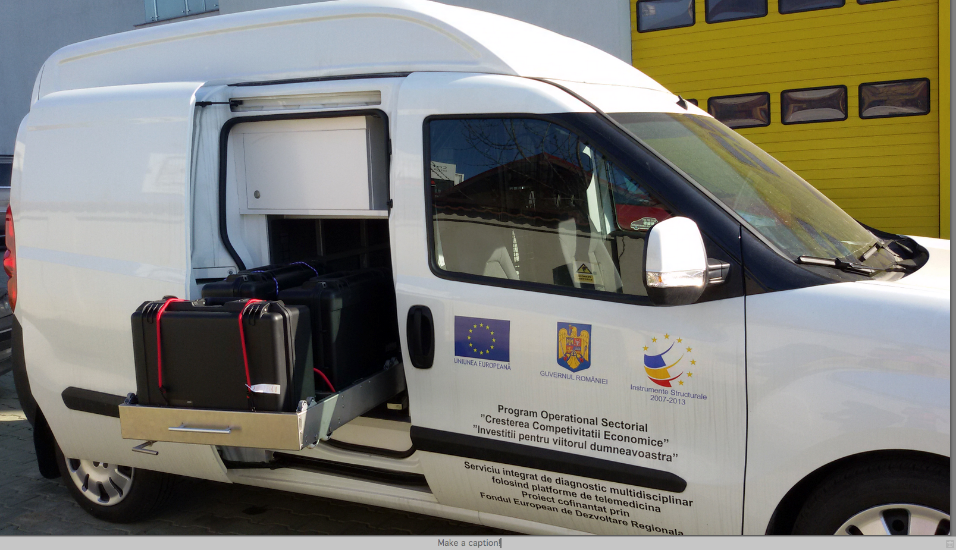 UNIUNEA EUROPEANĂ
GUVERNUL ROMÂNIEI
Instrumente Structurale
2007-2013
Program Operational Sectorial
"Cresterea Competivitatii Economice"
"Investitii pentru viitorul dumneavoastra"
Serviciu integrat de diagnostic multidisciplinar
folosind platforme de telemedicina
Proiect cofinantat prin
Fondul European de Dezvoltare Regionala
Make a caption!